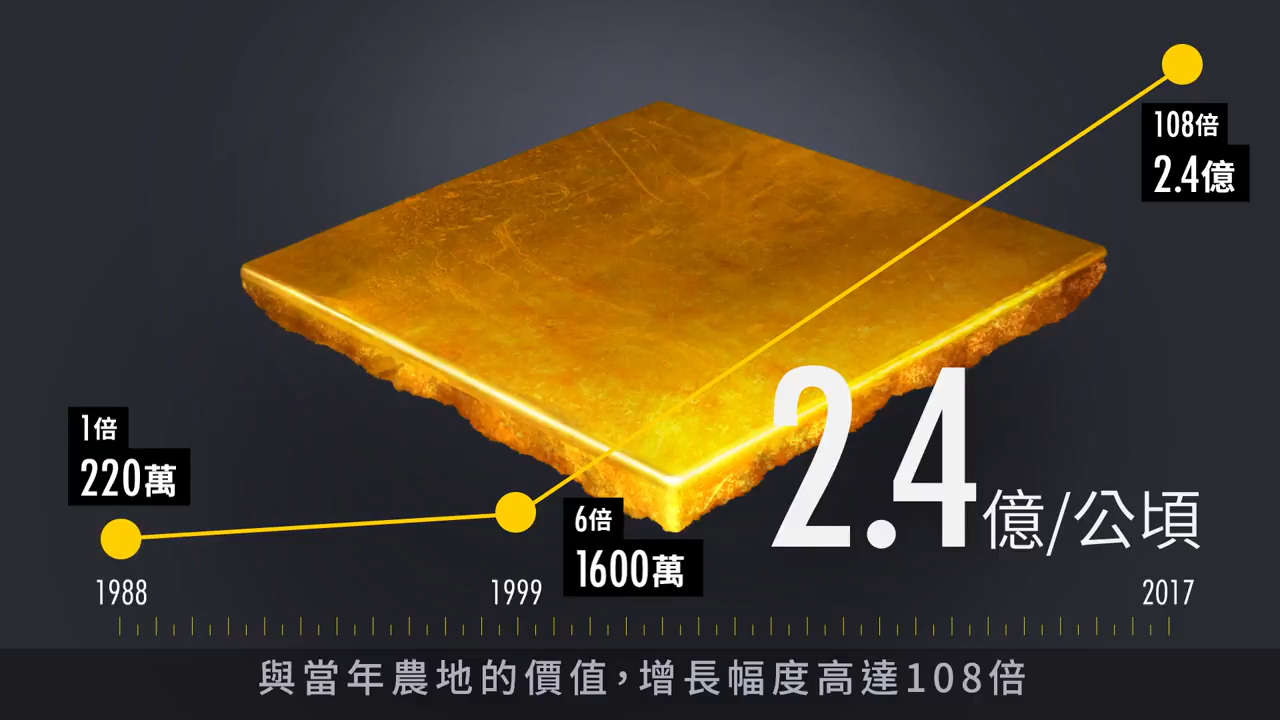 108倍
2.4億
1倍
220萬
2.4億/公頃
6倍
1600萬
1988
1999
2017
與當年農地的價值,增長幅度高達108倍